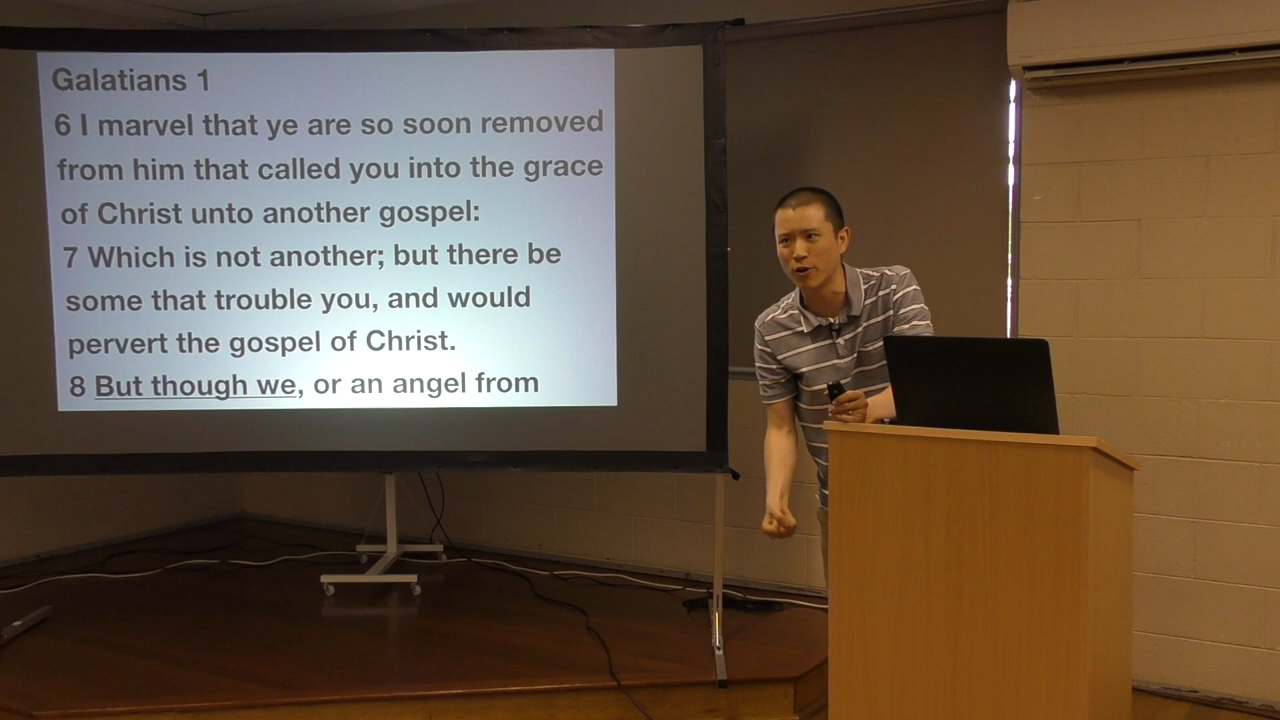 Galatians 1
6 I marvel that ye are so soon removed
from him that called you into the grace
of Christ unto another gospel:
7 Which is not another; but there be
some that trouble you, and would
pervert the gospel of Christ.
8 But though we, or an angel from